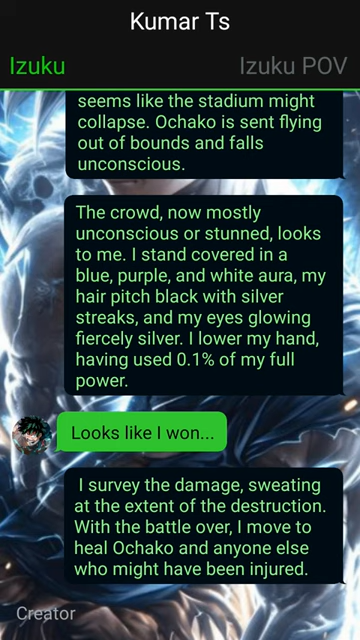 Kumar Ts
Izuku
Izuku POV
seems like the stadium might
collapse. Ochako is sent flying
out of bounds and falls
unconscious.
The crowd, now mostly
unconscious or stunned, looks
to me. I stand covered in a
blue, purple, and white aura, my
hair pitch black with silver
streaks, and my eyes glowing
fiercely silver. I lower my hand,
having used 0.1% of my full
power.
Looks like I won...
I survey the damage, sweating
at the extent of the destruction.
With the battle over, I move to
heal Ochako and anyone else
who might have been injured.
Creator